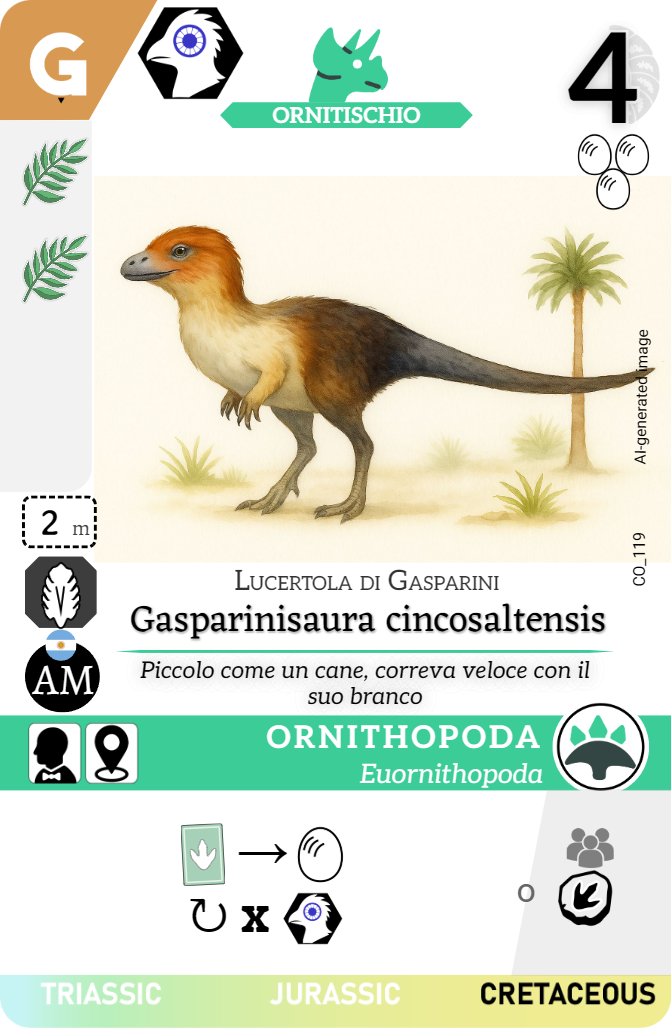 G
4
ORNITISCHIO
AI-generated image
CO_119
2 m
AM
Lucertola di Gasparini
Gasparinisaura cincosaltensis
Piccolo come un cane, correva veloce con il
suo branco
ORNITHOPODA
Euornithopoda
→
↻ x
o
TRIASSIC JURASSIC CRETACEOUS